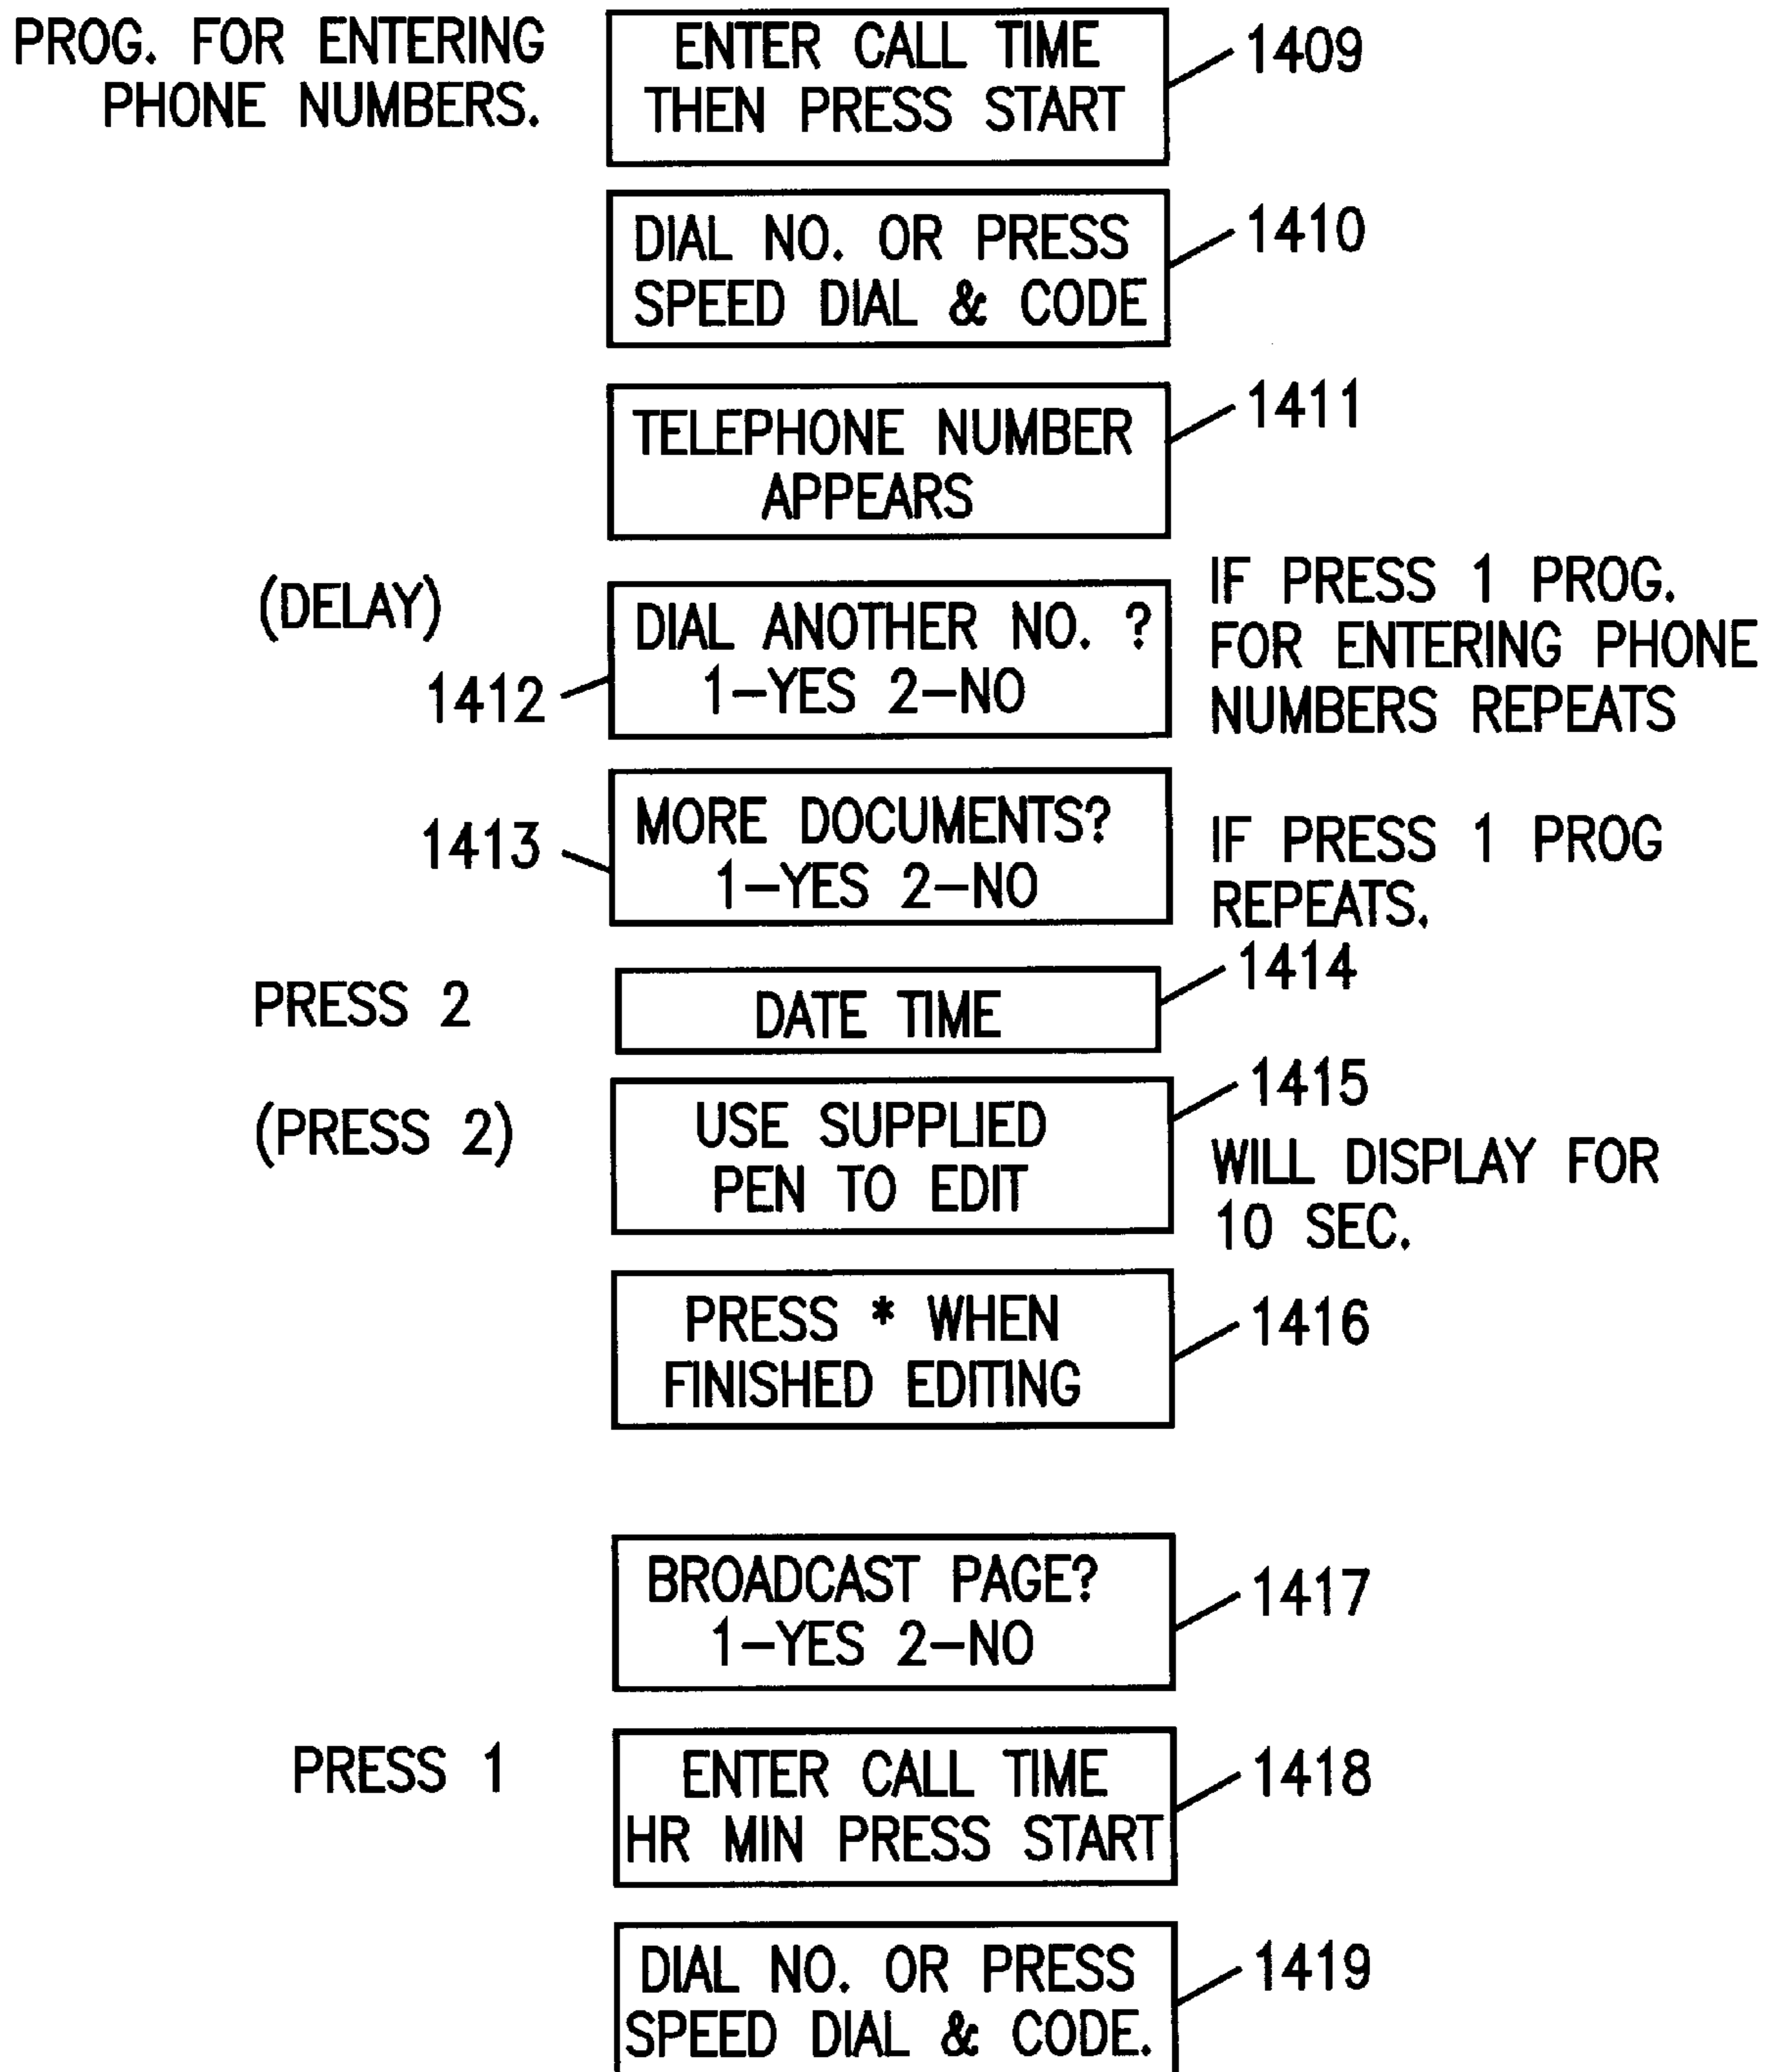 PROG. FOR ENTERING
PHONE NUMBERS.
ENTER CALL TIME
THEN PRESS START
1409
DIAL NO. OR PRESS
SPEED DIAL & CODE
1410
TELEPHONE NUMBER
APPEARS
1411
(DELAY)
1412
DIAL ANOTHER NO. ?
1-YES 2-NO
IF PRESS 1 PROG.
FOR ENTERING PHONE
NUMBERS REPEATS
1413
MORE DOCUMENTS?
1-YES 2-NO
IF PRESS 1 PROG
REPEATS.
PRESS 2
DATE TIME
1414
(PRESS 2)
USE SUPPLIED
PEN TO EDIT
1415
WILL DISPLAY FOR
10 SEC.
PRESS * WHEN
FINISHED EDITING
1416
BROADCAST PAGE?
1-YES 2-NO
1417
PRESS 1
ENTER CALL TIME
HR MIN PRESS START
1418
DIAL NO. OR PRESS
SPEED DIAL & CODE.
1419